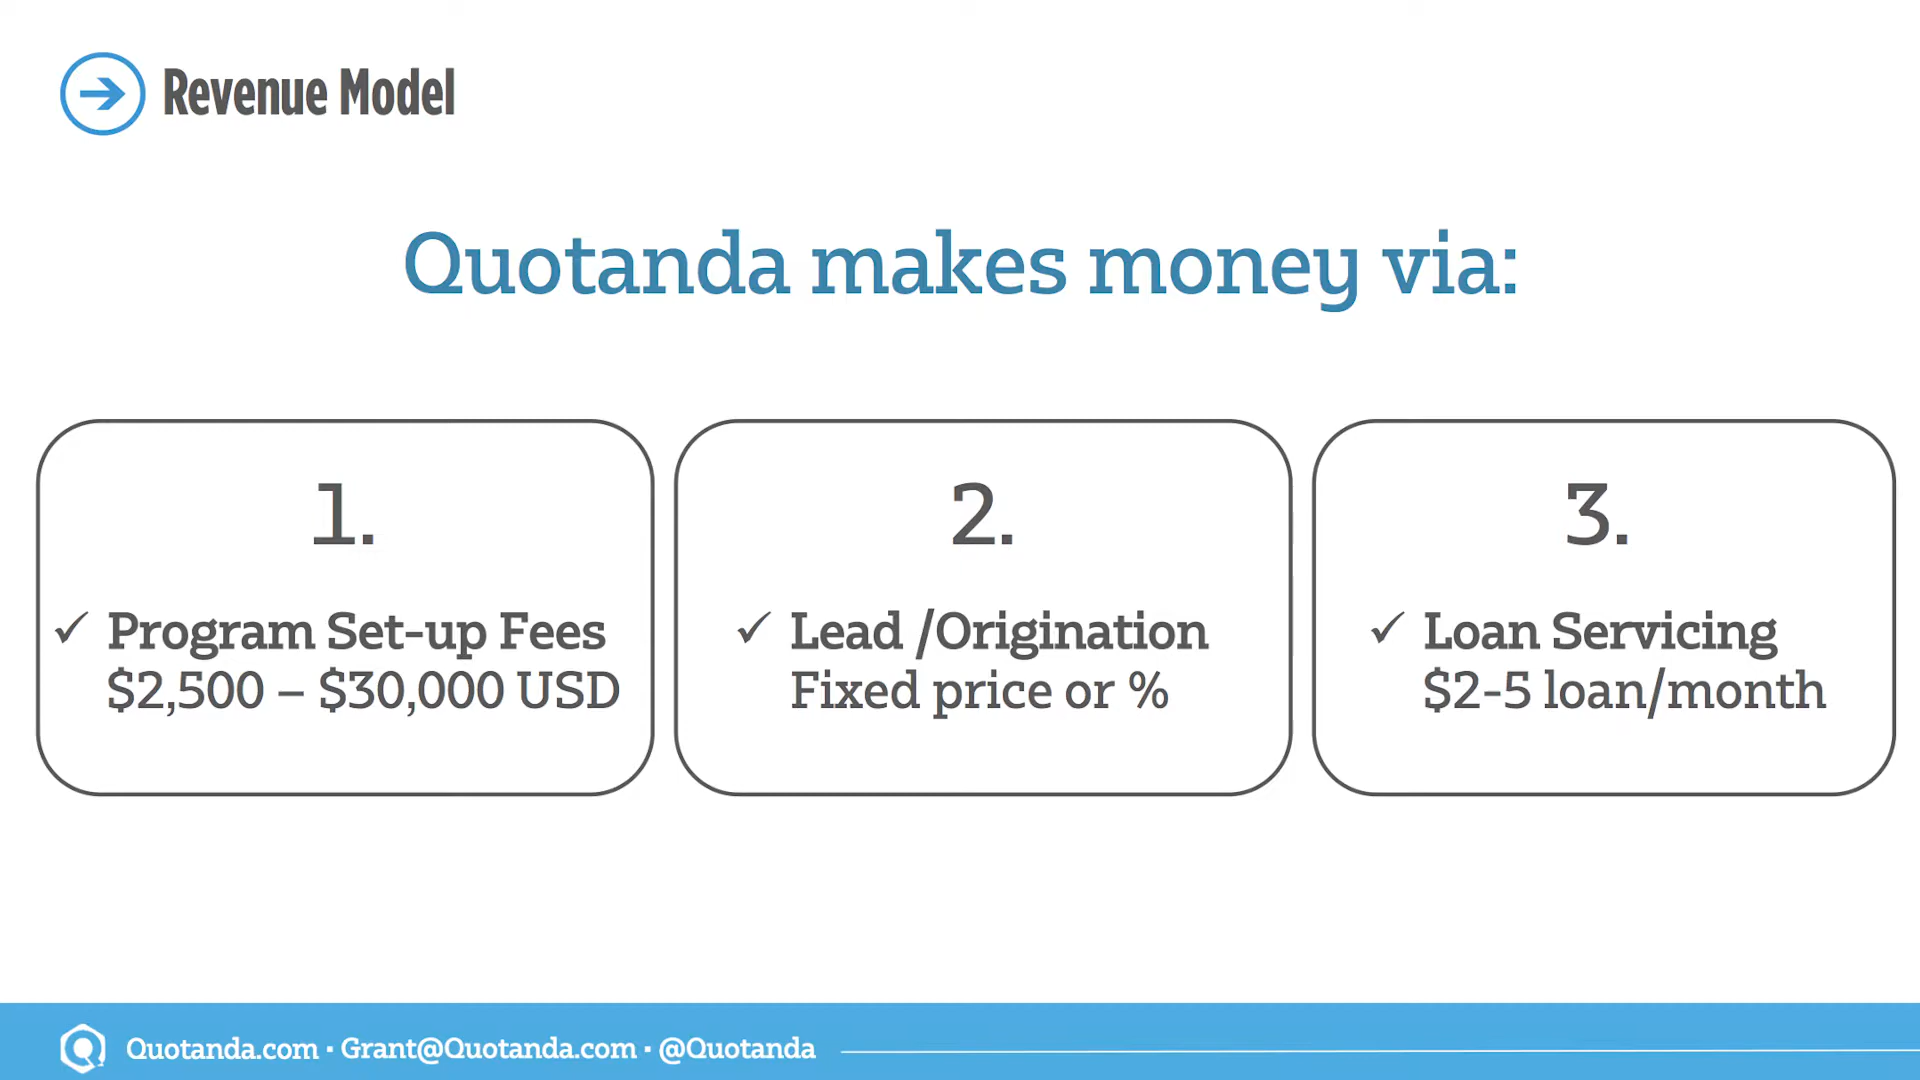 Revenue Model
Quotanda makes money via:
1.
✓ Program Set-up Fees
$2,500 – $30,000 USD
2.
✓ Lead /Origination
Fixed price or %
3.
✓ Loan Servicing
$2-5 loan/month
Quotanda.com · Grant@Quotanda.com · @Quotanda